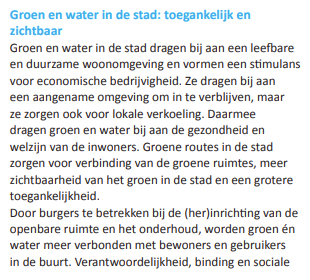 Groen en water in de stad: toegankelijk en
zichtbaar
Groen en water in de stad dragen bij aan een leefbare
en duurzame woonomgeving en vormen een stimulans
voor economische bedrijvigheid. Ze dragen bij aan
een aangename omgeving om in te verblijven, maar
ze zorgen ook voor lokale verkoeling. Daarmee
dragen groen en water bij aan de gezondheid en
welzijn van de inwoners. Groene routes in de stad
zorgen voor verbinding van de groene ruimtes, meer
zichtbaarheid van het groen in de stad en een grotere
toegankelijkheid.
Door burgers te betrekken bij de (her)inrichting van de
openbare ruimte en het onderhoud, worden groen én
water meer verbonden met bewoners en gebruikers
in de buurt. Verantwoordelijkheid, binding en sociale